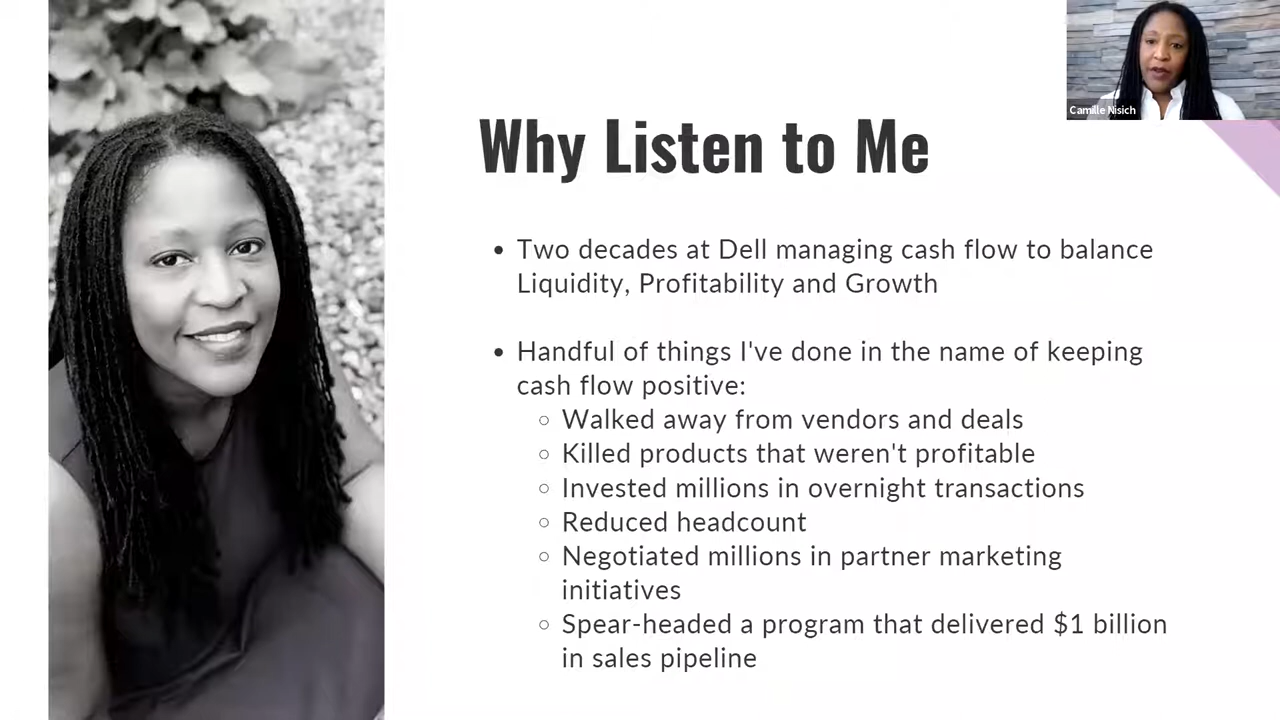 Camille Nisich
Why Listen to Me
• Two decades at Dell managing cash flow to balance
Liquidity, Profitability and Growth
• Handful of things I've done in the name of keeping
cash flow positive:
○ Walked away from vendors and deals
○ Killed products that weren't profitable
○ Invested millions in overnight transactions
○ Reduced headcount
○ Negotiated millions in partner marketing
initiatives
○ Spear-headed a program that delivered $1 billion
in sales pipeline